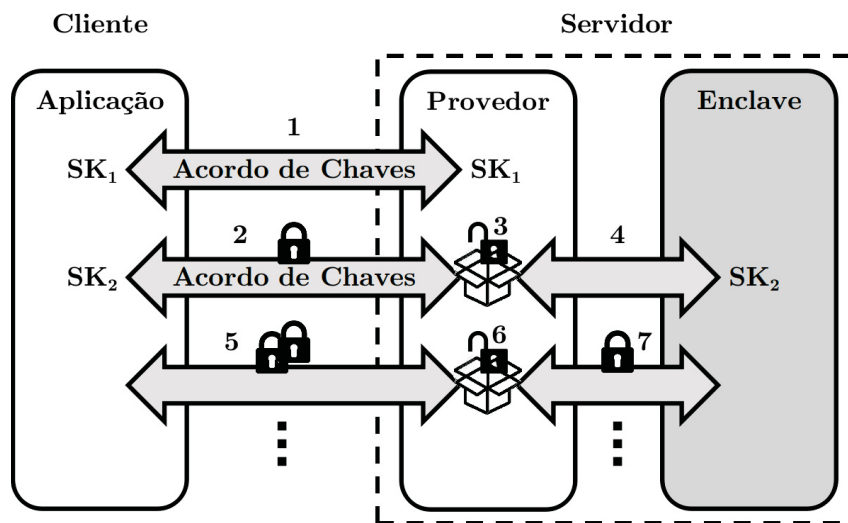 Cliente
Servidor
Aplicação
Provedor
Enclave
1
SK₁
Acordo de Chaves
SK₁
2
3
4
SK₂
Acordo de Chaves
SK₂
5
6
7